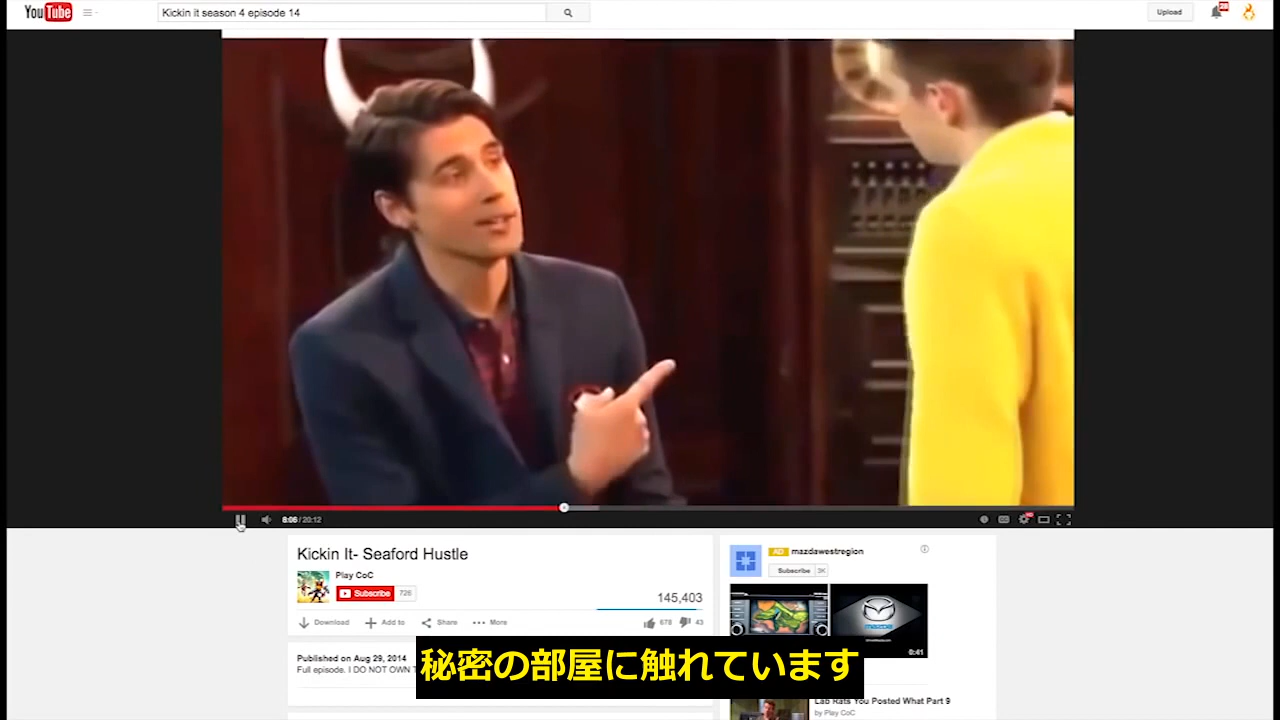 YouTube
Kickin it season 4 episode 14
Upload
28
8:06 / 20:12
Kickin It- Seaford Hustle
Play CoC
Subscribe 726
145,403
Download
Add to
Share
More
678
43
Published on Aug 29, 2014
Full episode. I DO NOT OWN
AD mazdawestregion
Subscribe 3K
0:41
Lab Rats You Posted What Part 9
by Play CoC
秘密の部屋に触れています